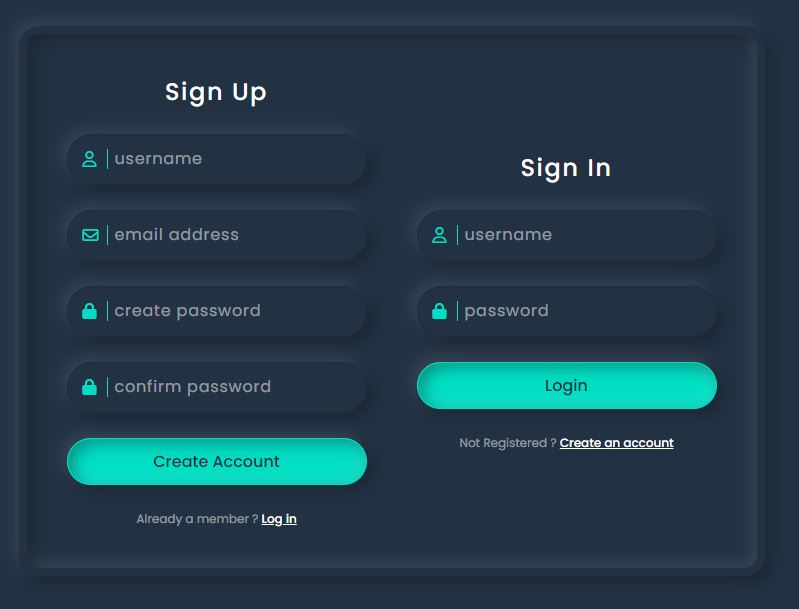 Sign Up
username
email address
create password
confirm password
Create Account
Already a member ? Log in
Sign In
username
password
Login
Not Registered ? Create an account